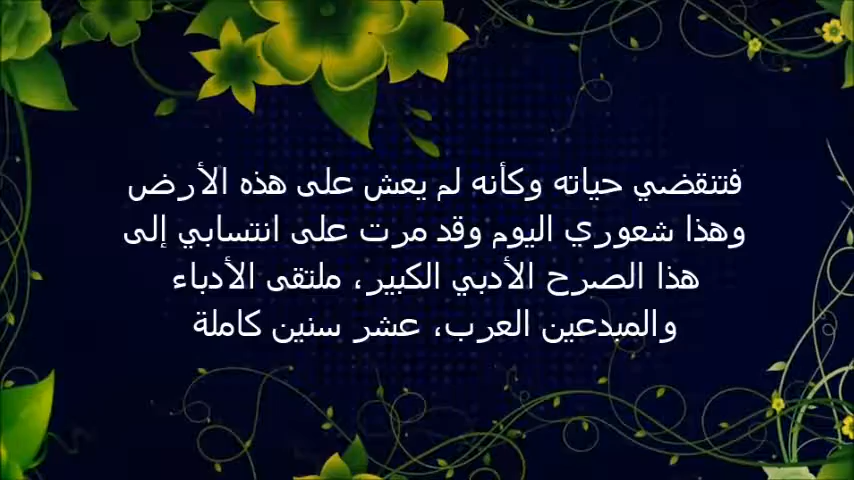 فتنقضي حياته وكأنه لم يعش على هذه الأرض
وهذا شعوري اليوم وقد مرت على انتسابي إلى
هذا الصرح الأدبي الكبير، ملتقى الأدباء
والمبدعين العرب، عشر سنين كاملة